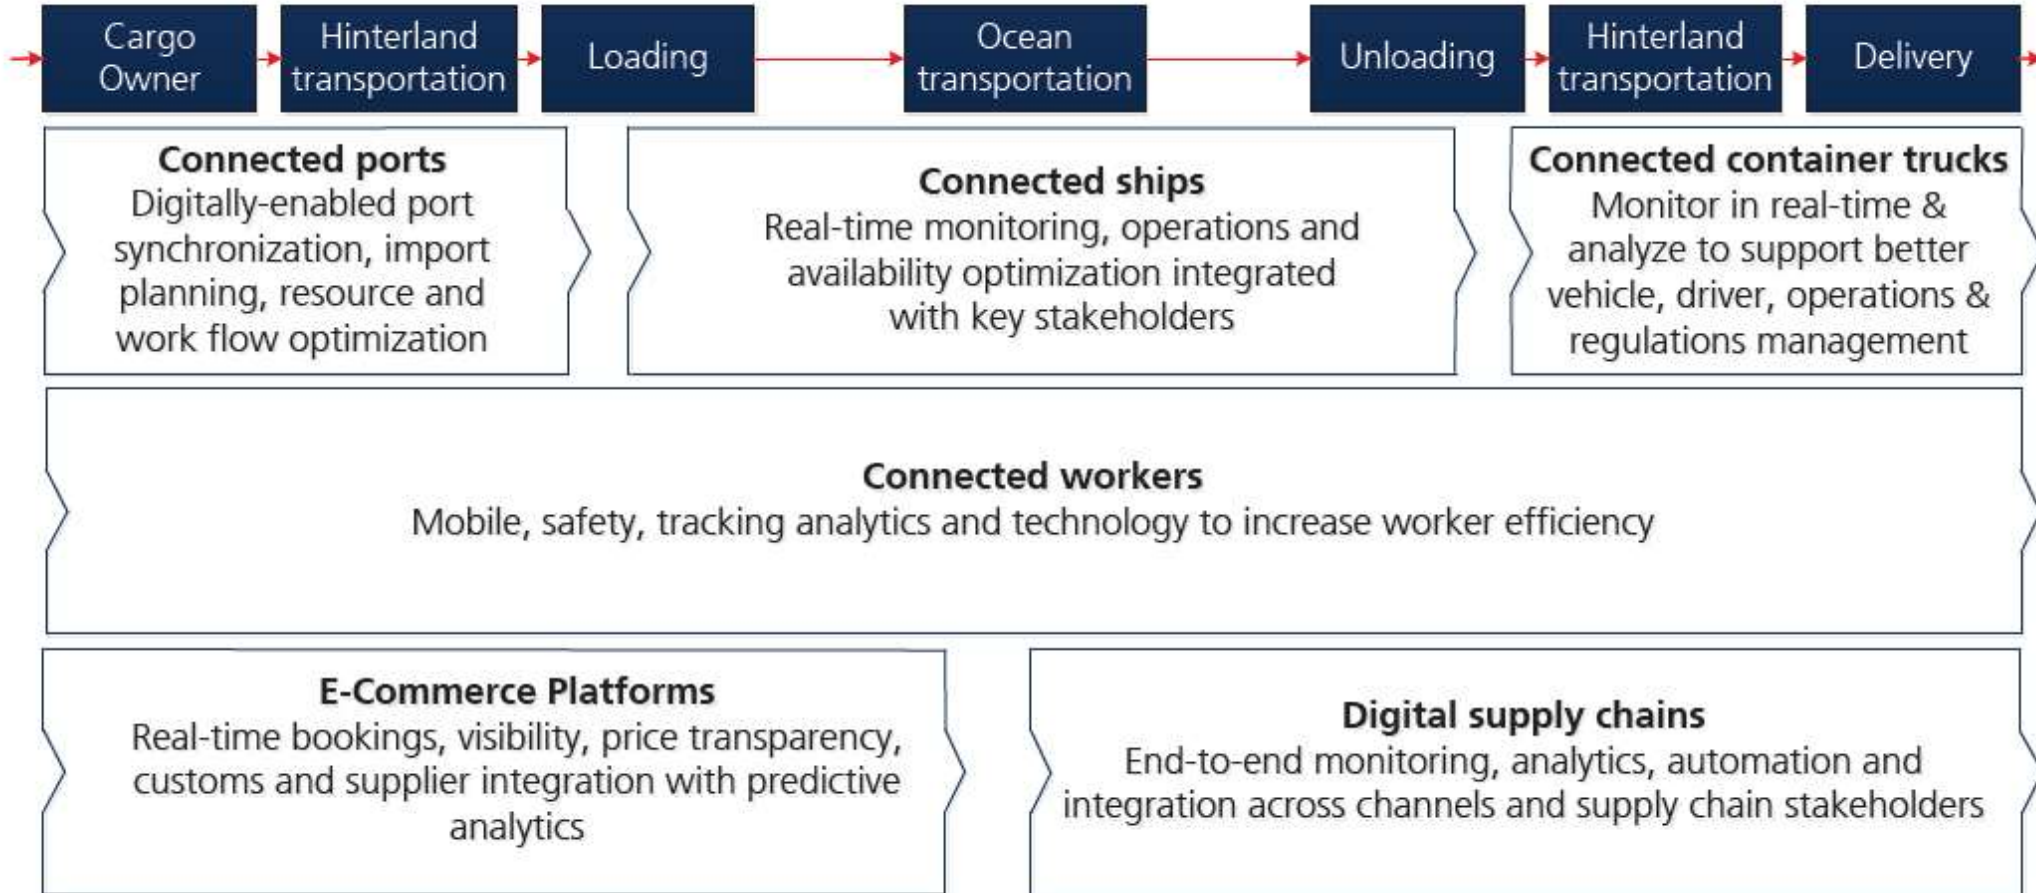 Cargo
Owner
Hinterland
transportation
Loading
Ocean
transportation
Unloading
Hinterland
transportation
Delivery
Connected ports
Digitally-enabled port
synchronization, import
planning, resource and
work flow optimization
Connected ships
Real-time monitoring, operations and
availability optimization integrated
with key stakeholders
Connected container trucks
Monitor in real-time &
analyze to support better
vehicle, driver, operations &
regulations management
Connected workers
Mobile, safety, tracking analytics and technology to increase worker efficiency
E-Commerce Platforms
Real-time bookings, visibility, price transparency,
customs and supplier integration with predictive
analytics
Digital supply chains
End-to-end monitoring, analytics, automation and
integration across channels and supply chain stakeholders